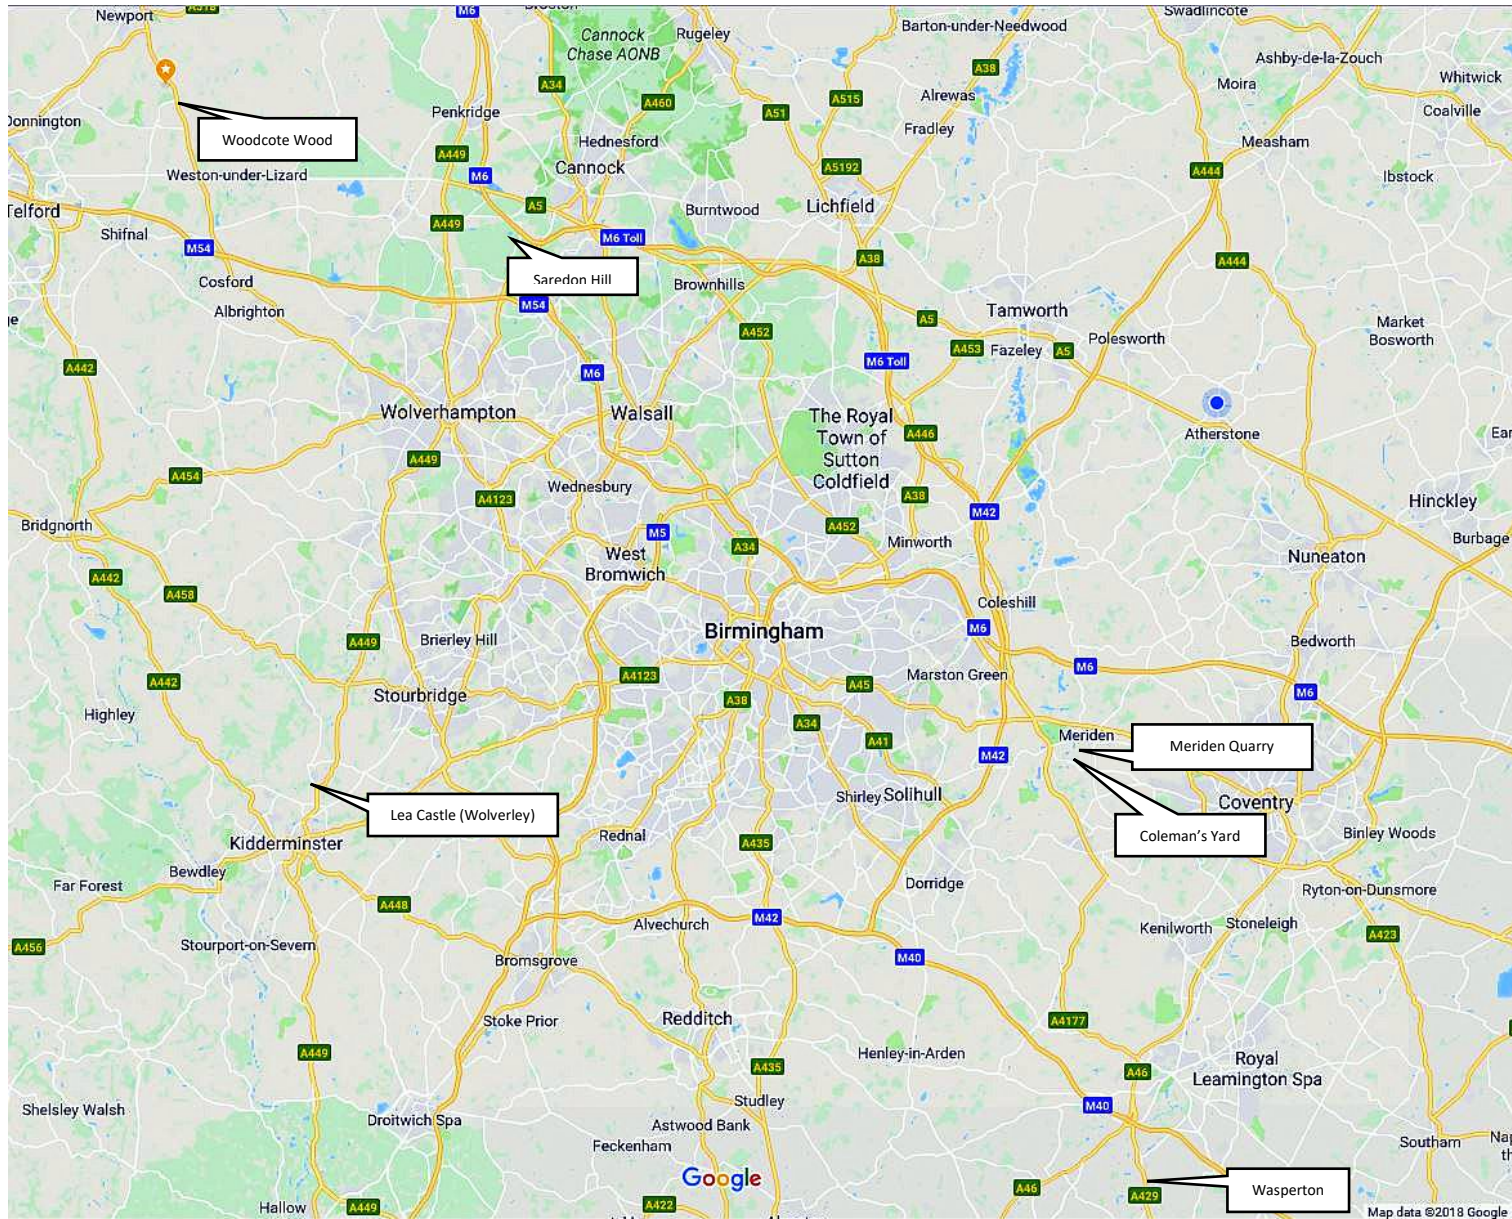 Newport
A518
M6
Cannock
Chase AONB
Rugeley
Barton-under-Needwood
Swadlincote
Ashby-de-la-Zouch
Whitwick
Moira
Coalville
A34
A460
A38
A515
A51
Alrewas
Fradley
Donnington
Woodcote Wood
Penkridge
Hednesford
Measham
A449
Cannock
A5192
A444
Ibstock
Weston-under-Lizard
M6
A5
Burntwood
Lichfield
Telford
A449
Shifnal
M54
M6 Toll
A38
A444
Saredon Hill
Cosford
Brownhills
Albrighton
M54
Tamworth
A452
A5
Market
Bosworth
Polesworth
A453
Fazeley
A5
A442
M6
M6 Toll
Wolverhampton
Walsall
The Royal
Town of
Sutton
Coldfield
A446
Atherstone
A449
A454
Wednesbury
A4123
A38
Hinckley
M42
Bridgnorth
M5
A452
Minworth
Burbage
A34
West
Bromwich
Nuneaton
A442
A458
Coleshill
Birmingham
M6
Brierley Hill
A449
Bedworth
M6
A442
A4123
Marston Green
A45
Stourbridge
M6
A38
Highley
A34
A41
Meriden
Meriden Quarry
M42
Lea Castle (Wolverley)
Shirley
Solihull
Coventry
Coleman's Yard
Binley Woods
Rednal
A435
Kidderminster
Bewdley
Far Forest
Dorridge
Ryton-on-Dunsmore
A448
M42
Alvechurch
Kenilworth
Stoneleigh
A423
A456
Stourport-on-Severn
Bromsgrove
M40
Stoke Prior
Redditch
A4177
A449
Henley-in-Arden
Royal
Leamington Spa
A435
A46
Studley
M40
Shelsley Walsh
Droitwich Spa
Astwood Bank
Feckenham
Southam
Google
Wasperton
A46
A429
Hallow
A449
A422
Map data ©2018 Google